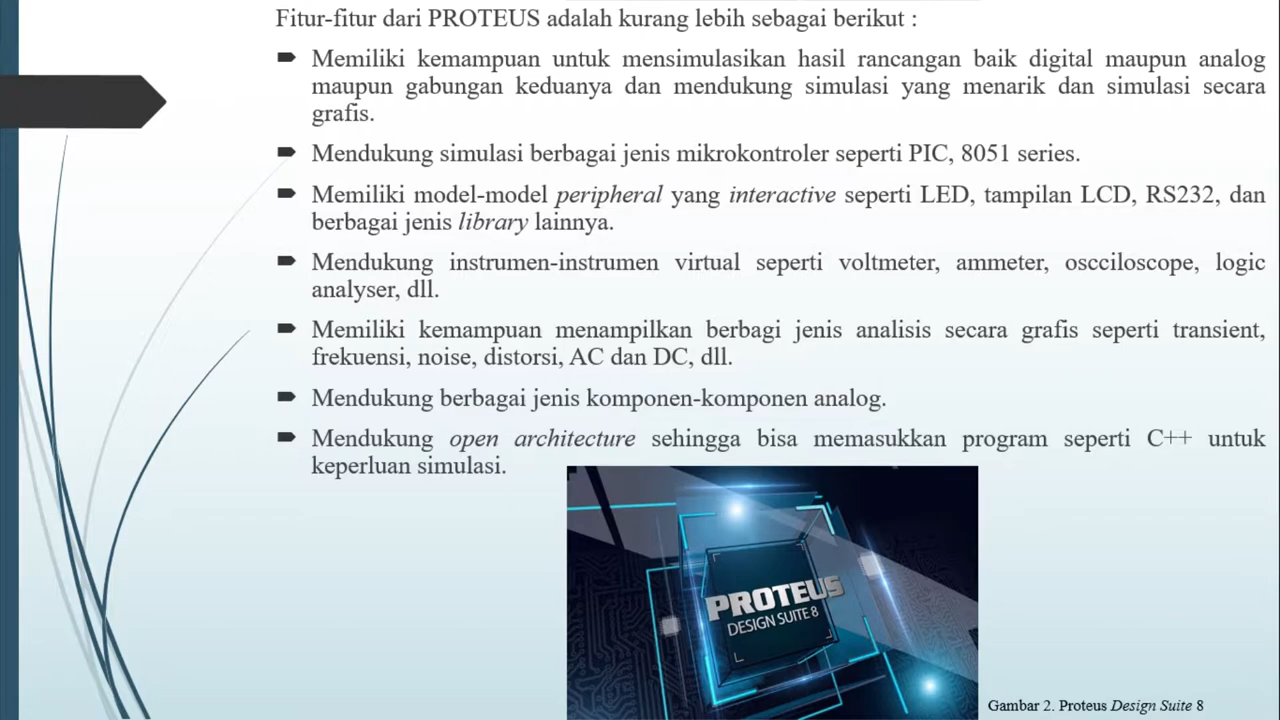 Fitur-fitur dari PROTEUS adalah kurang lebih sebagai berikut :
Memiliki kemampuan untuk mensimulasikan hasil rancangan baik digital maupun analog
maupun gabungan keduanya dan mendukung simulasi yang menarik dan simulasi secara
grafis.
Mendukung simulasi berbagai jenis mikrokontroler seperti PIC, 8051 series.
Memiliki model-model peripheral yang interactive seperti LED, tampilan LCD, RS232, dan
berbagai jenis library lainnya.
Mendukung instrumen-instrumen virtual seperti voltmeter, ammeter, oscciloscope, logic
analyser, dll.
Memiliki kemampuan menampilkan berbagi jenis analisis secara grafis seperti transient,
frekuensi, noise, distorsi, AC dan DC, dll.
Mendukung berbagai jenis komponen-komponen analog.
Mendukung open architecture sehingga bisa memasukkan program seperti C++ untuk
keperluan simulasi.
PROTEUS
DESIGN SUITE 8
Gambar 2. Proteus Design Suite 8